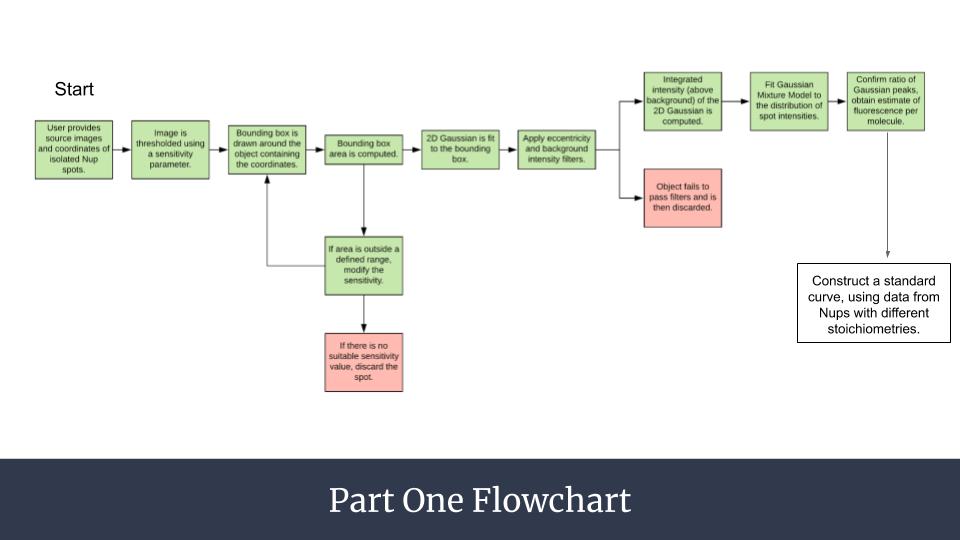 Start
User provides
source images
and coordinates of
isolated Nup
spots.
Image is
thresholded using
a sensitivity
parameter.
Bounding box is
drawn around the
object containing
the coordinates.
Bounding box
area is computed.
2D Gaussian is fit
to the bounding
box.
Apply eccentricity
and background
intensity filters.
Integrated
intensity (above
background) of the
2D Gaussian is
computed.
Fit Gaussian
Mixture Model to
the distribution of
spot intensities.
Confirm ratio of
Gaussian peaks,
obtain estimate of
fluorescence per
molecule.
Object fails to
pass filters and is
then discarded.
If area is outside a
defined range,
modify the
sensitivity.
If there is no
suitable sensitivity
value, discard the
spot.
Construct a standard
curve, using data from
Nups with different
stoichiometries.
Part One Flowchart